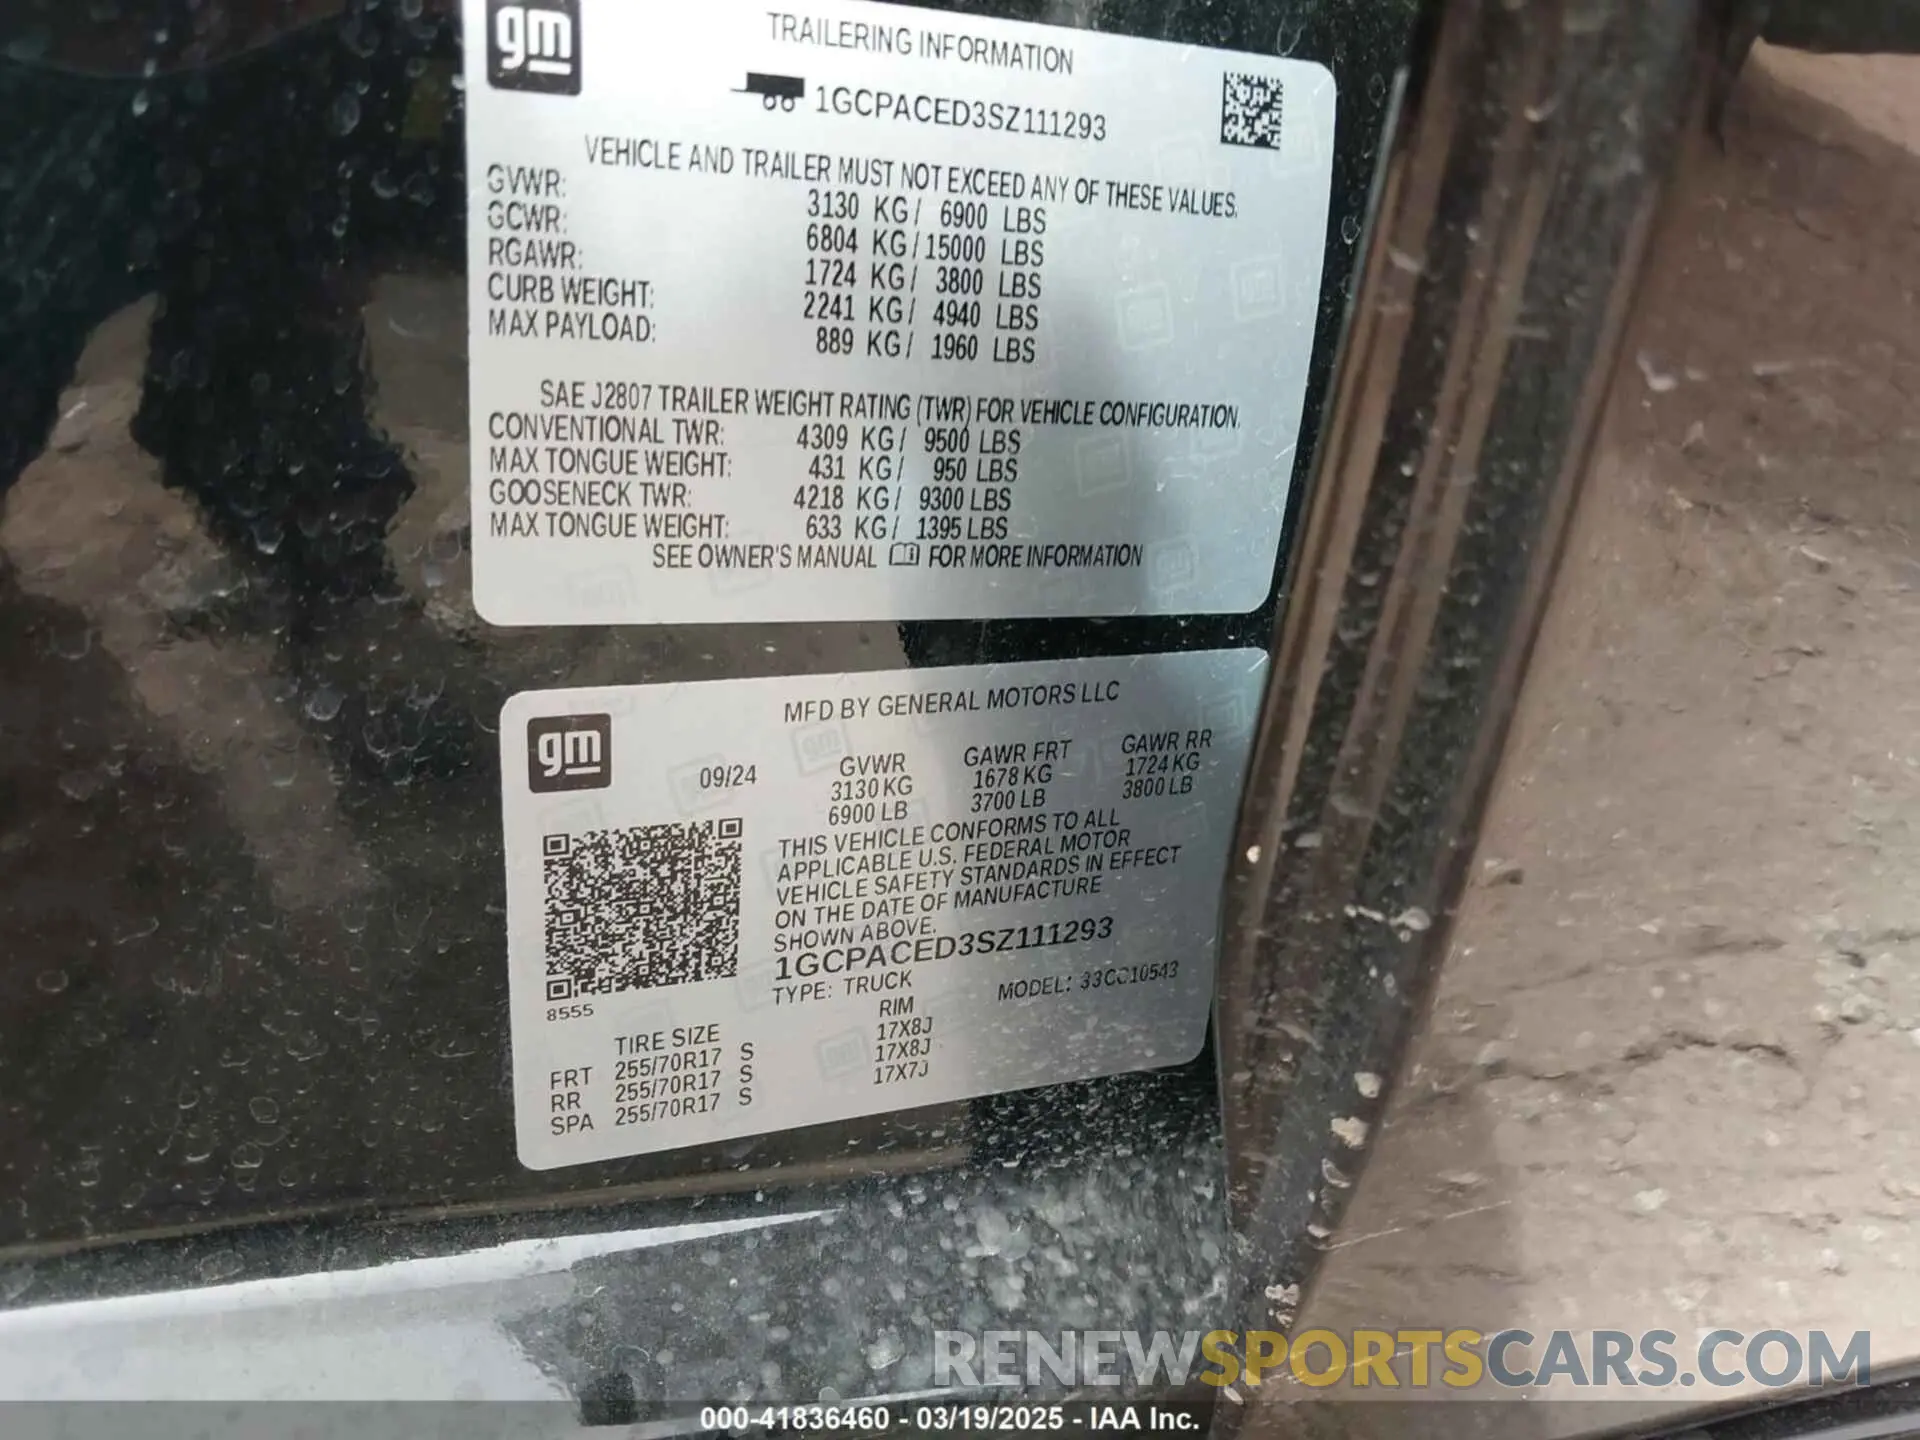 gm
TRAILERING INFORMATION
1GCPACED3SZ111293
VEHICLE AND TRAILER MUST NOT EXCEED ANY OF THESE VALUES.
GVWR: 3130 KG/ 6900 LBS
GCWR: 6804 KG/15000 LBS
RGAWR: 1724 KG/ 3800 LBS
CURB WEIGHT: 2241 KG/ 4940 LBS
MAX PAYLOAD: 889 KG/ 1960 LBS
SAE J2807 TRAILER WEIGHT RATING (TWR) FOR VEHICLE CONFIGURATION.
CONVENTIONAL TWR: 4309 KG/ 9500 LBS
MAX TONGUE WEIGHT: 431 KG/ 950 LBS
GOOSENECK TWR: 4218 KG/ 9300 LBS
MAX TONGUE WEIGHT: 633 KG/ 1395 LBS
SEE OWNER'S MANUAL FOR MORE INFORMATION
MFD BY GENERAL MOTORS LLC
gm
09/24
GVWR GAWR FRT GAWR RR
3130 KG 1678 KG 1724 KG
6900 LB 3700 LB 3800 LB
THIS VEHICLE CONFORMS TO ALL
APPLICABLE U.S. FEDERAL MOTOR
VEHICLE SAFETY STANDARDS IN EFFECT
ON THE DATE OF MANUFACTURE
SHOWN ABOVE.
1GCPACED3SZ111293
TYPE: TRUCK MODEL:
8555
TIRE SIZE RIM
FRT 255/70R17 S 17X8J
RR 255/70R17 S 17X8J
SPA 255/70R17 S 17X7J
RENEWSPORTSCARS.COM
000-41836460 - 03/19/2025 - IAA Inc.